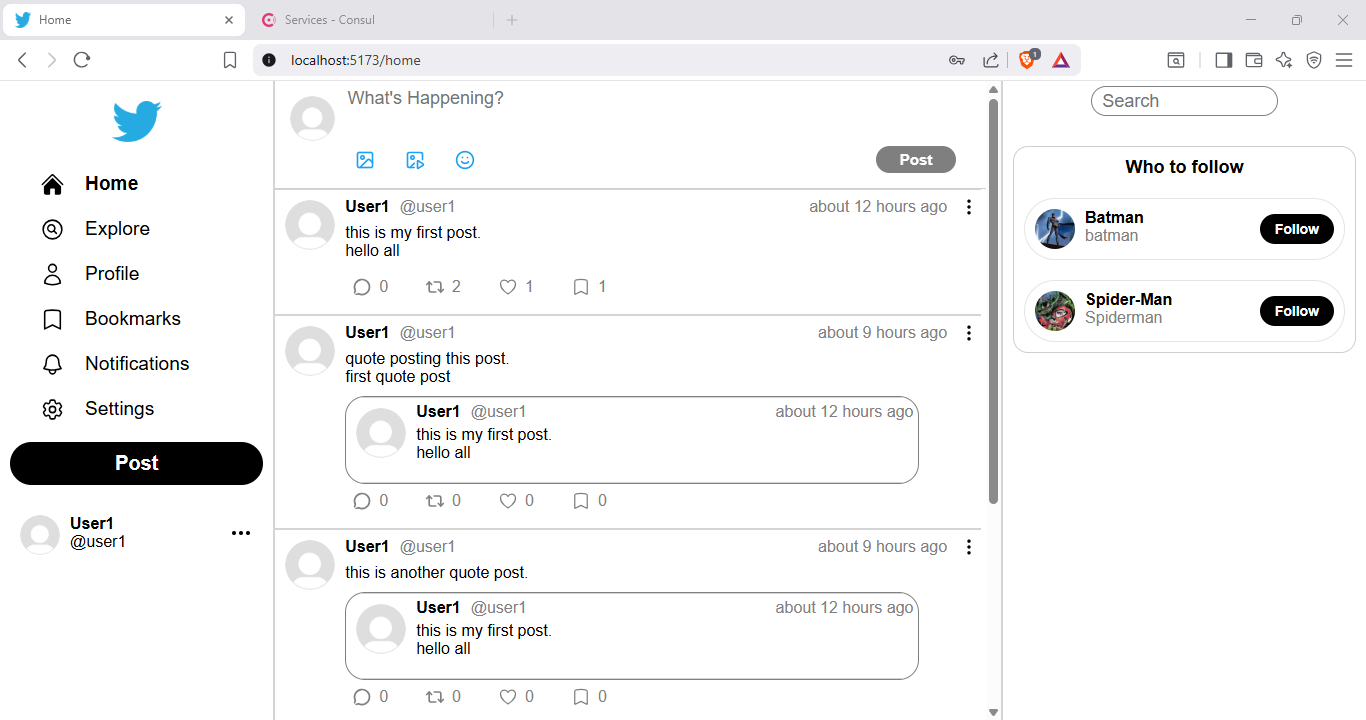 Home
Services - Consul
localhost:5173/home
1
Home
Explore
Profile
Bookmarks
Notifications
Settings
Post
User1
@user1
What's Happening?
Post
User1 @user1 about 12 hours ago
this is my first post.
hello all
0 2 1 1
User1 @user1 about 9 hours ago
quote posting this post.
first quote post
User1 @user1 about 12 hours ago
this is my first post.
hello all
0 0 0 0
User1 @user1 about 9 hours ago
this is another quote post.
User1 @user1 about 12 hours ago
this is my first post.
hello all
0 0 0 0
Search
Who to follow
Batman
batman
Follow
Spider-Man
Spiderman
Follow